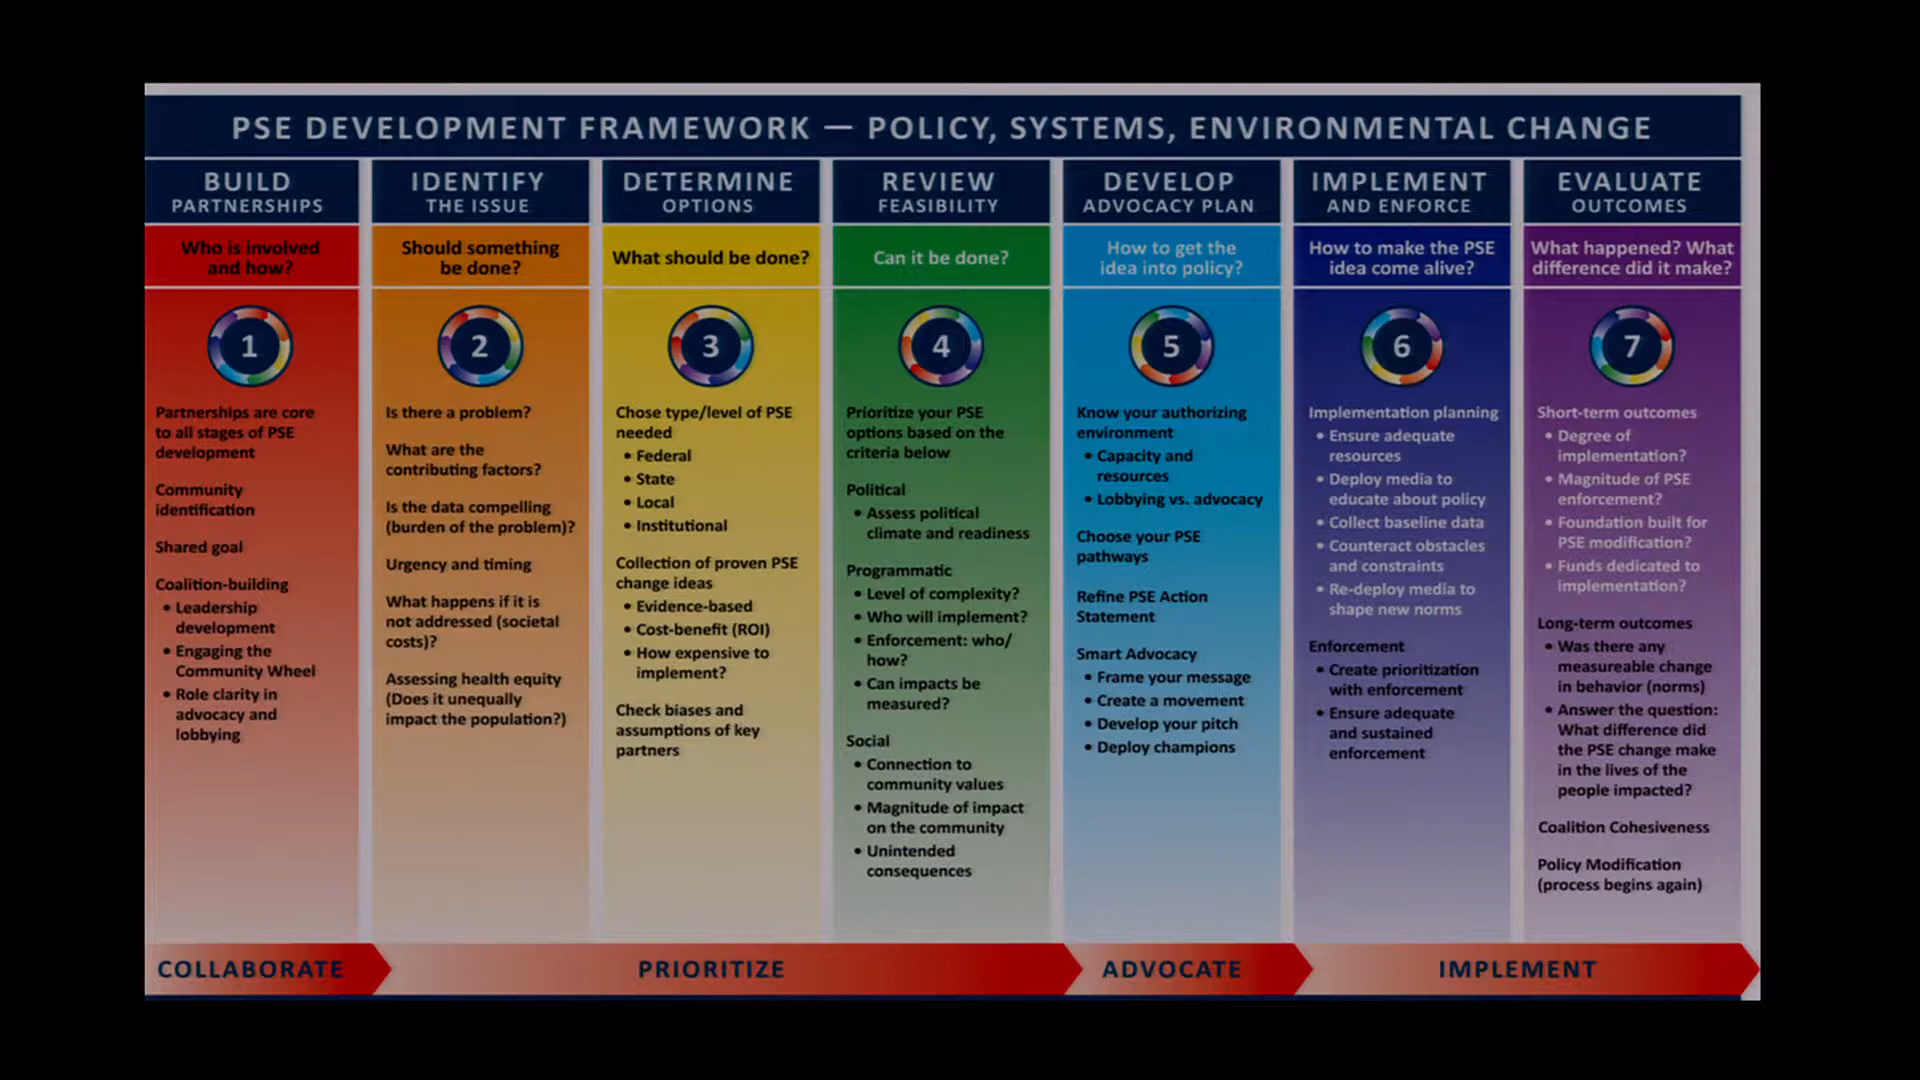 PSE DEVELOPMENT FRAMEWORK — POLICY, SYSTEMS, ENVIRONMENTAL CHANGE
BUILD
PARTNERSHIPS
Who is involved
and how?
1
Partnerships are core
to all stages of PSE
development
Community
identification
Shared goal
Coalition-building
• Leadership
development
• Engaging the
Community Wheel
• Role clarity in
advocacy and
lobbying
IDENTIFY
THE ISSUE
Should something
be done?
2
Is there a problem?
What are the
contributing factors?
Is the data compelling
(burden of the problem)?
Urgency and timing
What happens if it is
not addressed (societal
costs)?
Assessing health equity
(Does it unequally
impact the population?)
DETERMINE
OPTIONS
What should be done?
3
Chose type/level of PSE
needed
• Federal
• State
• Local
• Institutional
Collection of proven PSE
change ideas
• Evidence-based
• Cost-benefit (ROI)
• How expensive to
implement?
Check biases and
assumptions of key
partners
REVIEW
FEASIBILITY
Can it be done?
4
Prioritize your PSE
options based on the
criteria below
Political
• Assess political
climate and readiness
Programmatic
• Level of complexity?
• Who will implement?
• Enforcement: who/
how?
• Can impacts be
measured?
Social
• Connection to
community values
• Magnitude of impact
on the community
• Unintended
consequences
DEVELOP
ADVOCACY PLAN
How to get the
idea into policy?
5
Know your authorizing
environment
• Capacity and
resources
• Lobbying vs. advocacy
Choose your PSE
pathways
Refine PSE Action
Statement
Smart Advocacy
• Frame your message
• Create a movement
• Develop your pitch
• Deploy champions
IMPLEMENT
AND ENFORCE
How to make the PSE
idea come alive?
6
Implementation planning
• Ensure adequate
resources
• Deploy media to
educate about policy
• Collect baseline data
• Counteract obstacles
and constraints
• Re-deploy media to
shape new norms
Enforcement
• Create prioritization
with enforcement
• Ensure adequate
and sustained
enforcement
EVALUATE
OUTCOMES
What happened? What
difference did it make?
7
Short-term outcomes
• Degree of
implementation?
• Magnitude of PSE
enforcement?
• Foundation built for
PSE modification?
• Funds dedicated to
implementation?
Long-term outcomes
• Was there any
measureable change
in behavior (norms)
• Answer the question:
What difference did
the PSE change make
in the lives of the
people impacted?
Coalition Cohesiveness
Policy Modification
(process begins again)
COLLABORATE
PRIORITIZE
ADVOCATE
IMPLEMENT